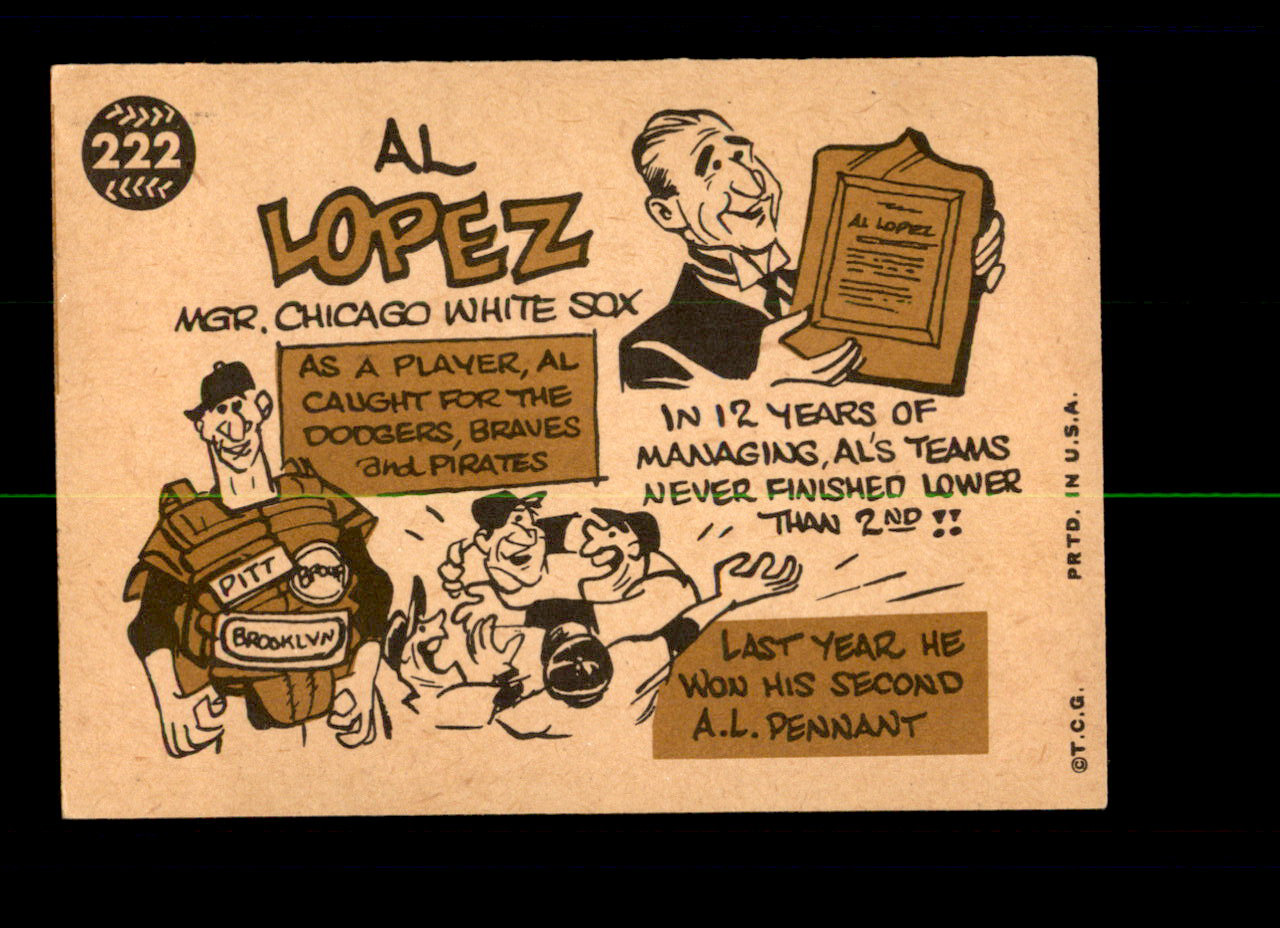 222
AL
LOPEZ
MGR. CHICAGO WHITE SOX
AS A PLAYER, AL
CAUGHT FOR THE
DODGERS, BRAVES
and PIRATES
PITT
BROOKLYN
AL LOPEZ
IN 12 YEARS OF
MANAGING, AL'S TEAMS
NEVER FINISHED LOWER
THAN 2ND !!
LAST YEAR HE
WON HIS SECOND
A.L. PENNANT
©T.C.G. PRTD. IN U.S.A.